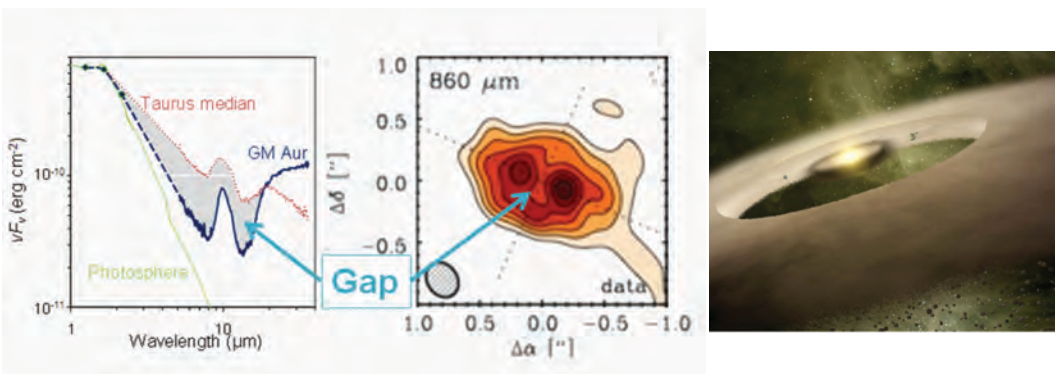 Taurus median
GM Aur
Photosphere
νFν (erg cm-2)
10-10
10-11
1
10
Wavelength (μm)
Gap
860 μm
data
Δδ ["]
1.0
0.5
0.0
−0.5
1.0 0.5 0.0 −0.5 −1.0
Δα ["]